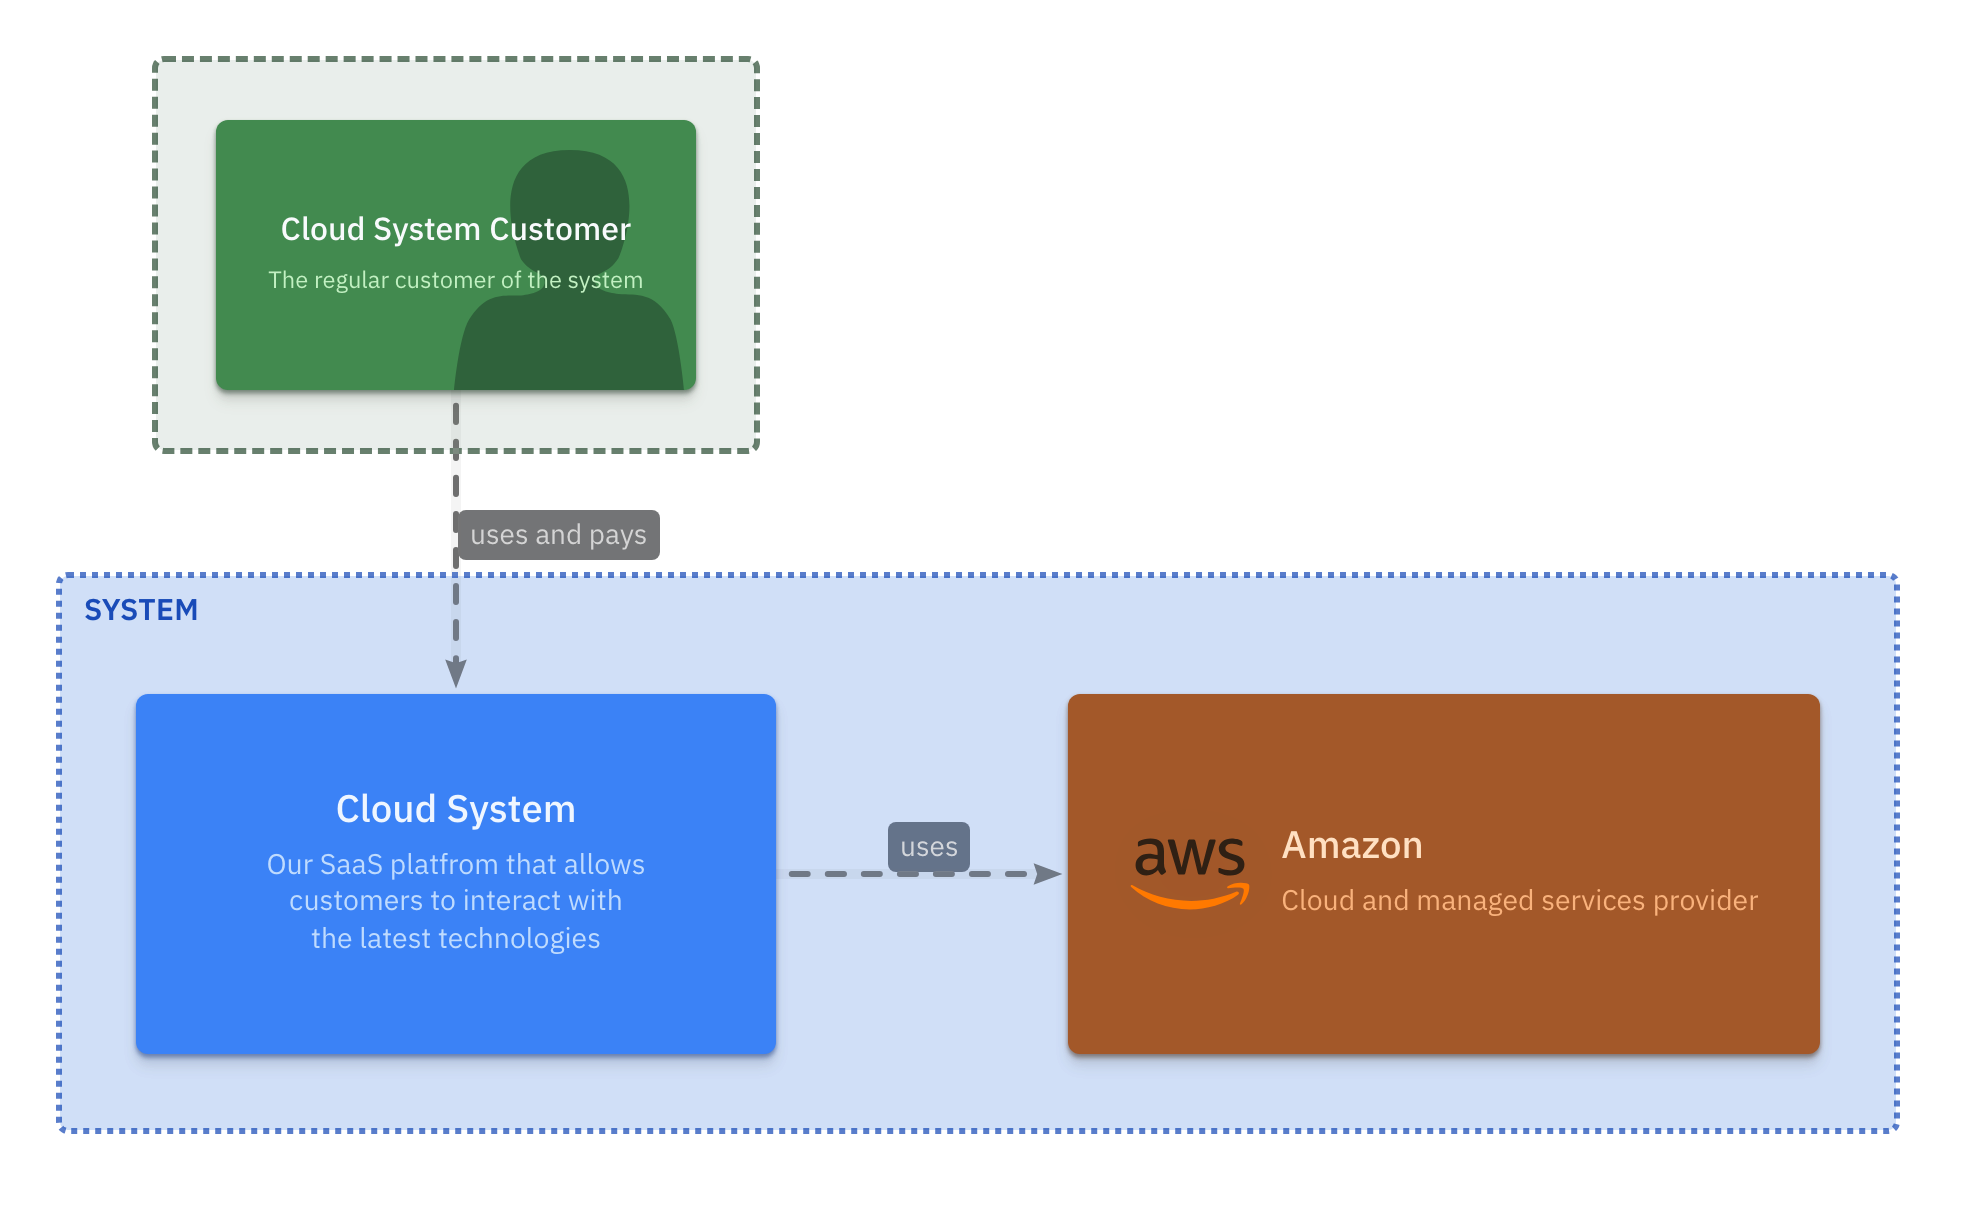 Cloud System Customer
The regular customer of the system
uses and pays
SYSTEM
Cloud System
Our SaaS platfrom that allows
customers to interact with
the latest technologies
uses
aws
Amazon
Cloud and managed services provider